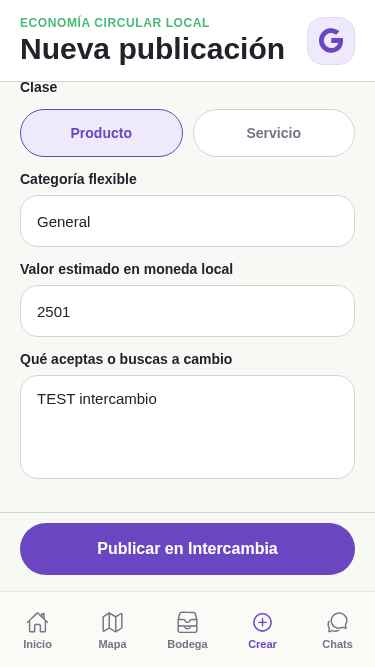 ECONOMÍA CIRCULAR LOCAL
Nueva publicación
G
Clase
Producto
Servicio
Categoría flexible
General
Valor estimado en moneda local
2501
Qué aceptas o buscas a cambio
TEST intercambio
Publicar en Intercambia
Inicio
Mapa
Bodega
Crear
Chats